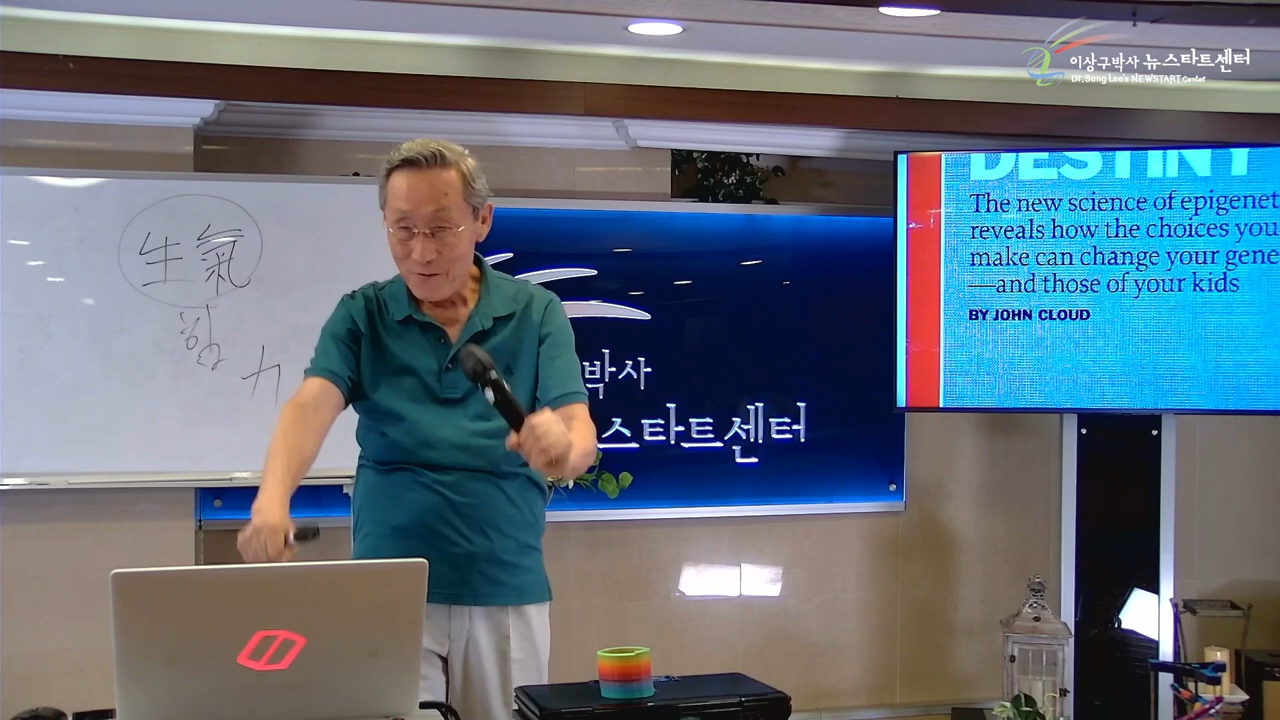 이상구박사 뉴스타트센터
Dr. Sang Lee's NEWSTART Center
生氣
힘
DESTINY
The new science of epigenet
reveals how the choices you
make can change your gene
—and those of your kids
BY JOHN CLOUD
박사
스타트센터